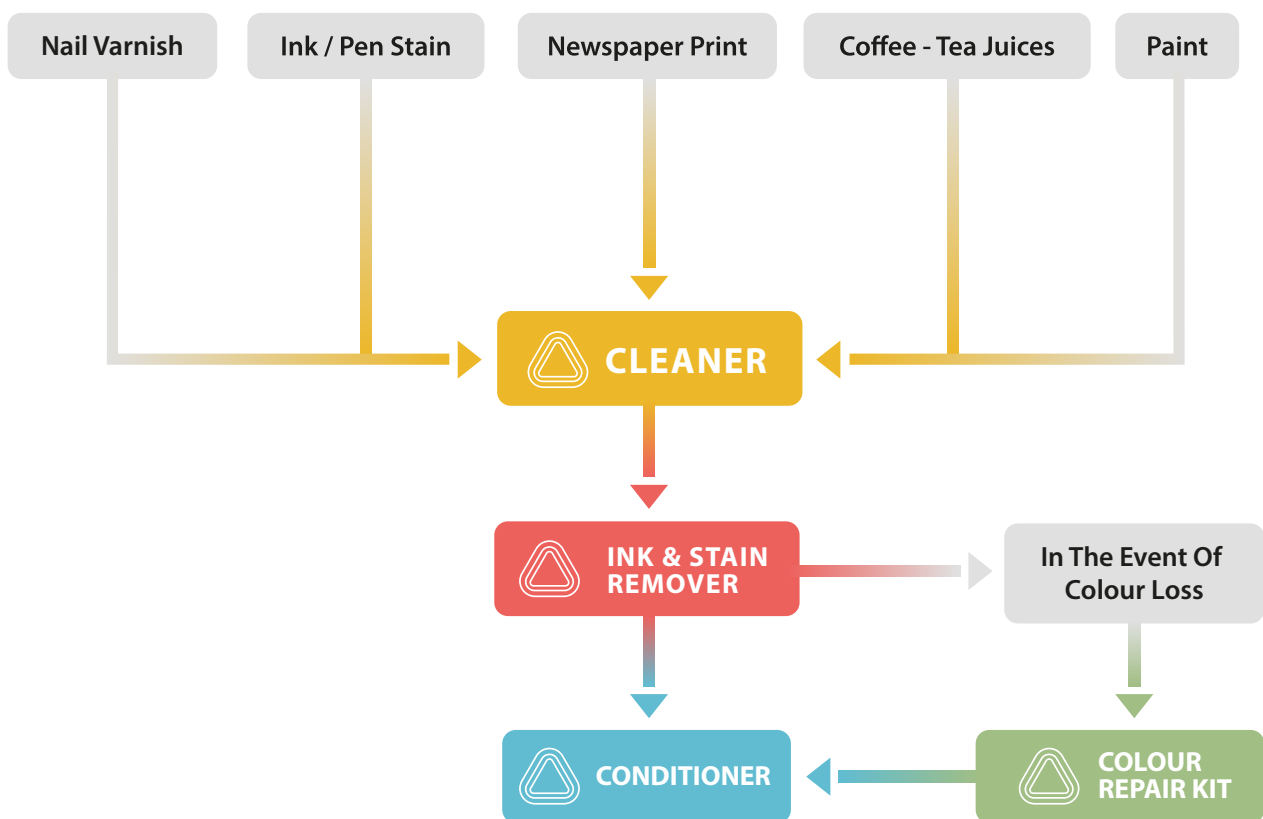 Nail Varnish
Ink / Pen Stain
Newspaper Print
Coffee - Tea Juices
Paint
CLEANER
INK & STAIN
REMOVER
In The Event Of
Colour Loss
CONDITIONER
COLOUR
REPAIR KIT